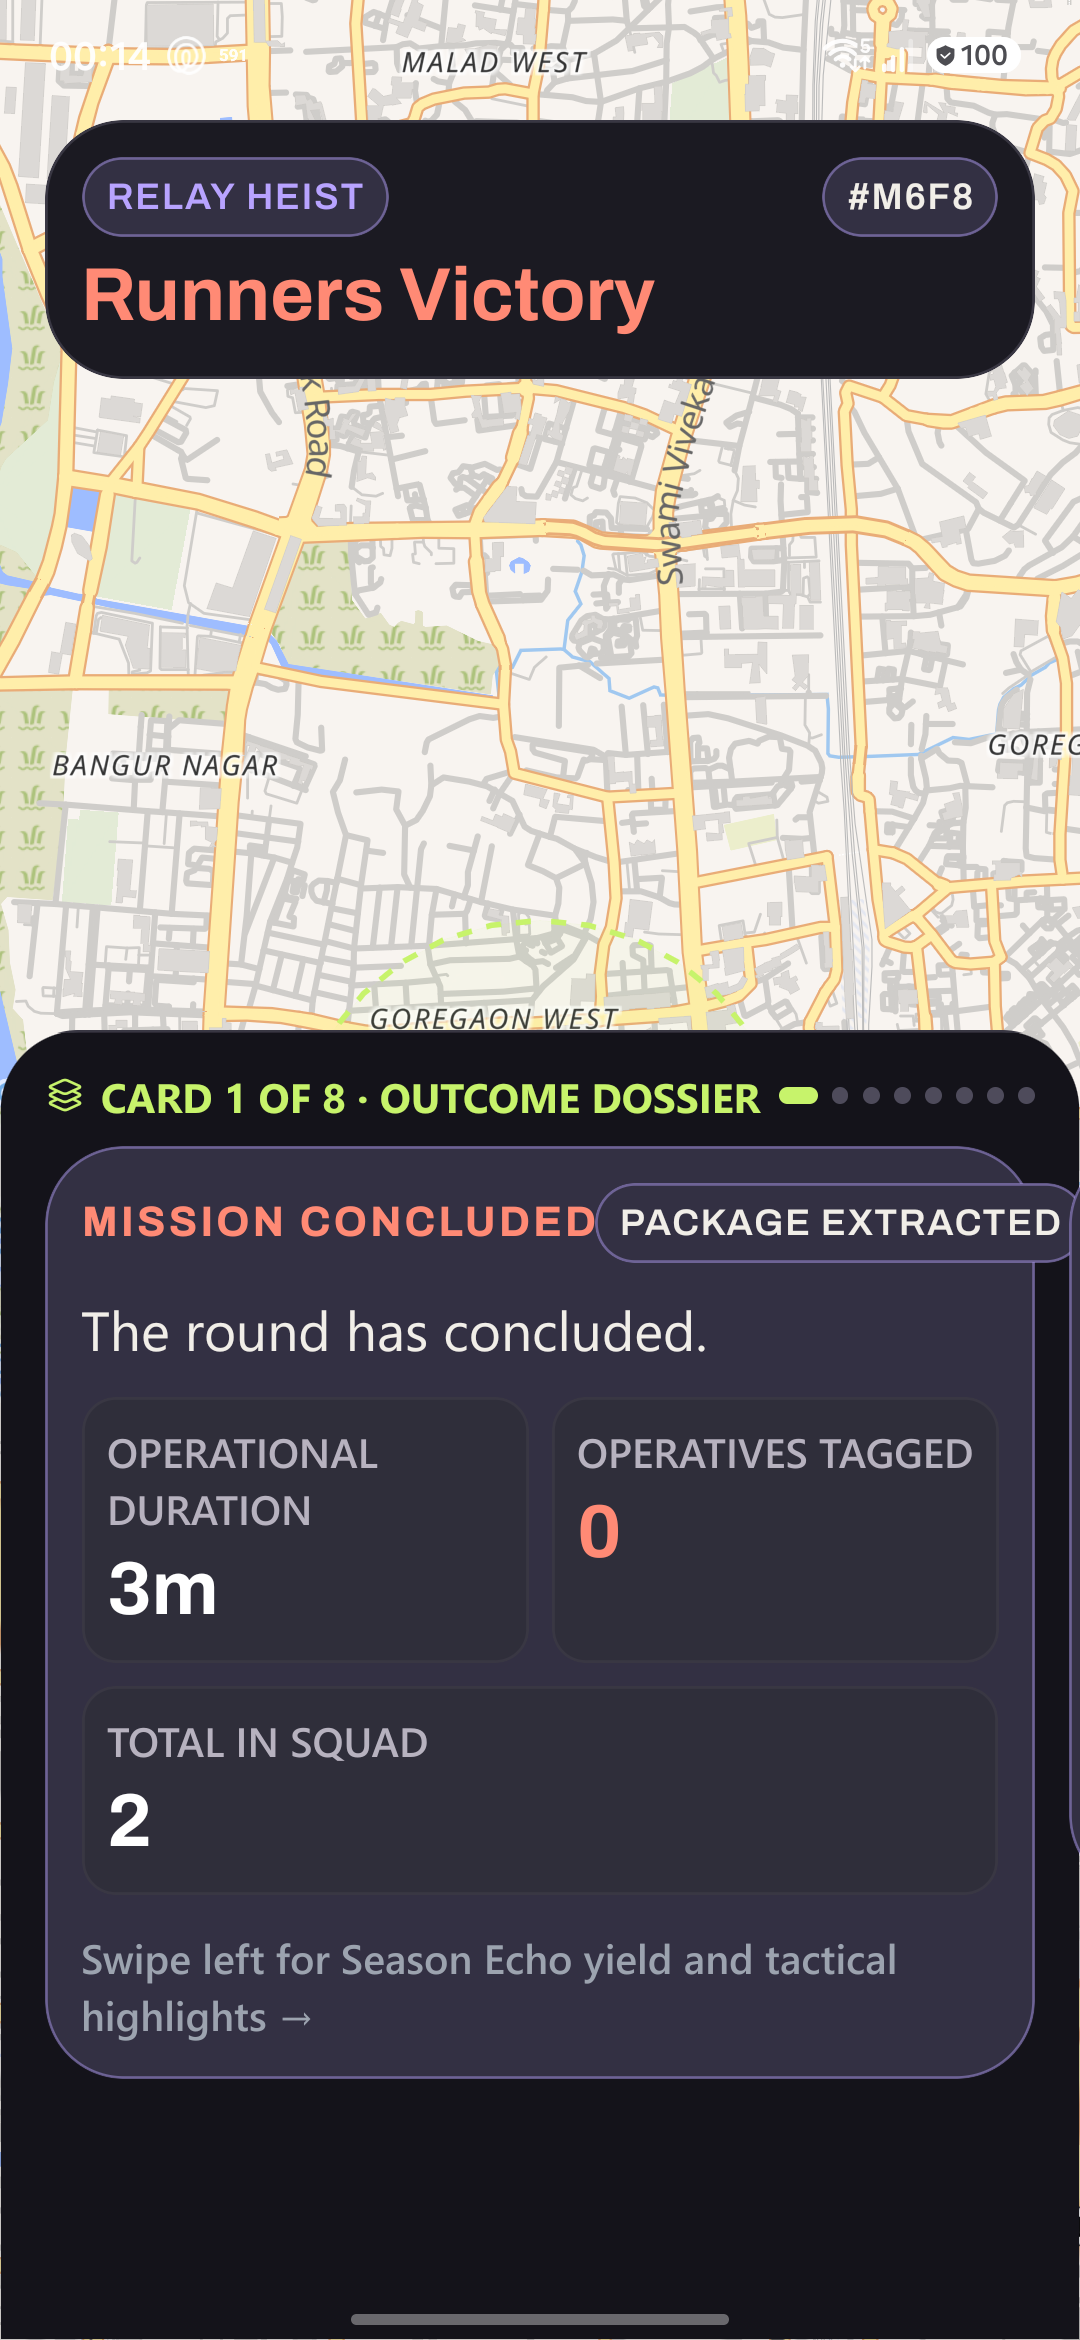 00:14 591 100
MALAD WEST
RELAY HEIST
#M6F8
Runners Victory
k Road
Swami Viveka
BANGUR NAGAR
GOREG
GOREGAON WEST
CARD 1 OF 8 · OUTCOME DOSSIER
MISSION CONCLUDED
PACKAGE EXTRACTED
The round has concluded.
OPERATIONAL
DURATION
3m
OPERATIVES TAGGED
0
TOTAL IN SQUAD
2
Swipe left for Season Echo yield and tactical
highlights →